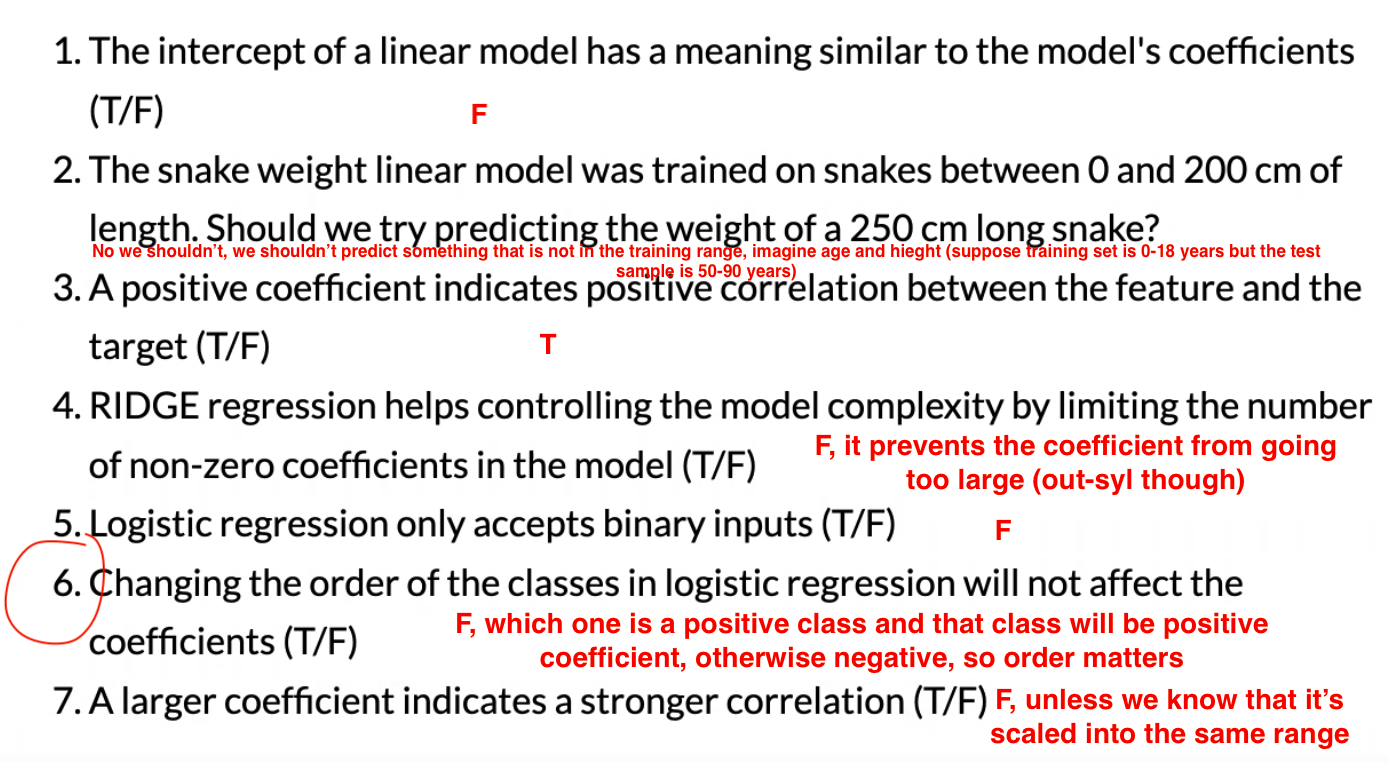 1. The intercept of a linear model has a meaning similar to the model's coefficients
(T/F)
F
2. The snake weight linear model was trained on snakes between 0 and 200 cm of
length. Should we try predicting the weight of a 250 cm long snake?
No we shouldn't, we shouldn't predict something that is not in the training range, imagine age and hieght (suppose training set is 0-18 years but the test
sample is 50-90 years)
3. A positive coefficient indicates positive correlation between the feature and the
target (T/F)
T
4. RIDGE regression helps controlling the model complexity by limiting the number
of non-zero coefficients in the model (T/F)
F, it prevents the coefficient from going
too large (out-syl though)
5. Logistic regression only accepts binary inputs (T/F)
F
6. Changing the order of the classes in logistic regression will not affect the
coefficients (T/F)
F, which one is a positive class and that class will be positive
coefficient, otherwise negative, so order matters
7. A larger coefficient indicates a stronger correlation (T/F)
F, unless we know that it's
scaled into the same range